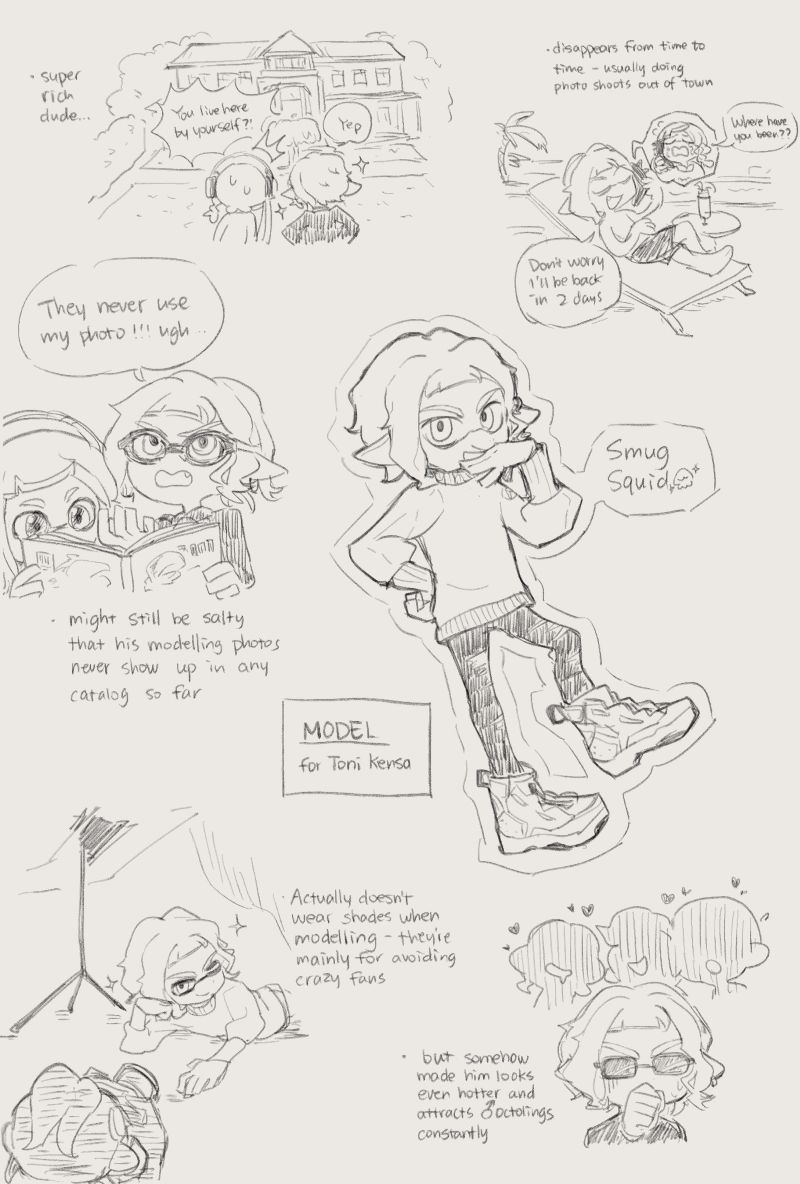 · super
rich
dude...
You live here
by yourself?!
Yep
· disappears from time to
time - usually doing
photo shoots out of town
Where have
you been??
Don't worry
I'll be back
in 2 days
They never use
my photo!!! ugh...
Smug
Squid
· might still be salty
that his modelling photos
never show up in any
catalog so far
MODEL
for Toni Kensa
· Actually doesn't
wear shades when
modelling - they're
mainly for avoiding
crazy fans
· but somehow
made him looks
even hotter and
attracts ♂ octolings
constantly